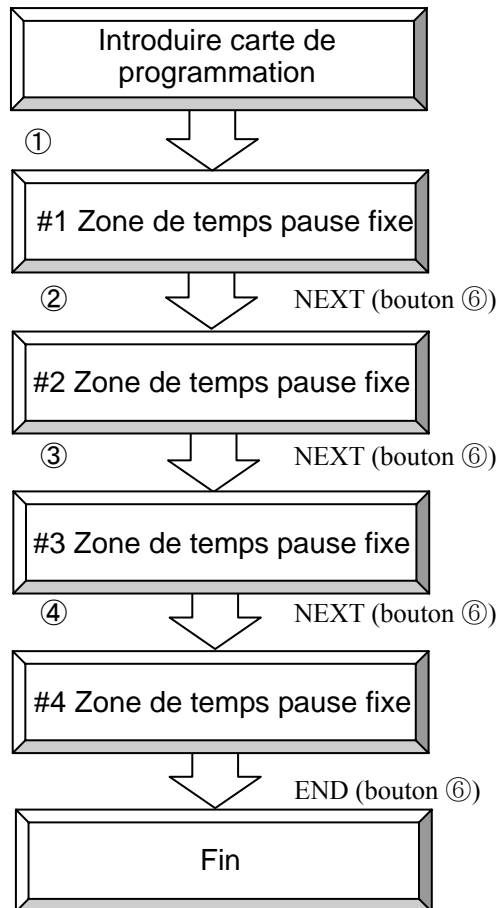 Introduire carte de
programmation
①
#1 Zone de temps pause fixe
② NEXT (bouton ⑥)
#2 Zone de temps pause fixe
③ NEXT (bouton ⑥)
#3 Zone de temps pause fixe
④ NEXT (bouton ⑥)
#4 Zone de temps pause fixe
END (bouton ⑥)
Fin